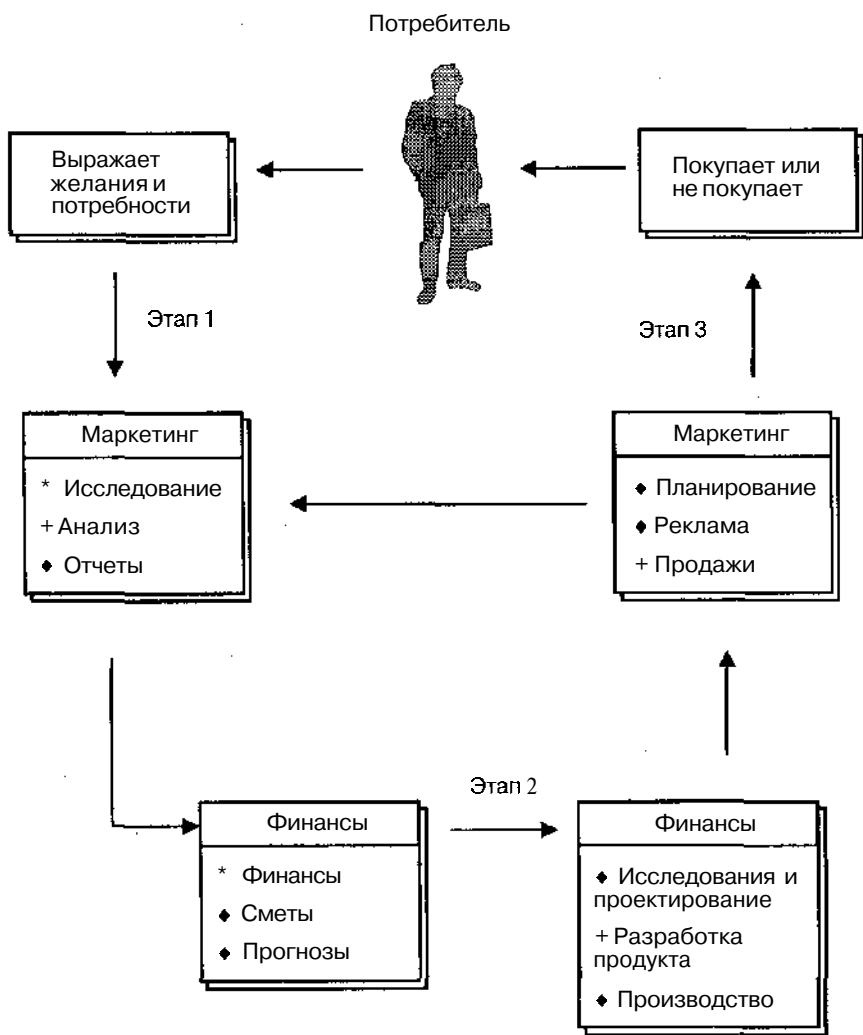 Потребитель
Выражает
желания и
потребности
Покупает или
не покупает
Этап 1
Этап 3
Маркетинг
* Исследование
+ Анализ
♦ Отчеты
Маркетинг
♦ Планирование
♦ Реклама
+ Продажи
Этап 2
Финансы
* Финансы
♦ Сметы
♦ Прогнозы
Финансы
♦ Исследования и
проектирование
+ Разработка
продукта
♦ Производство